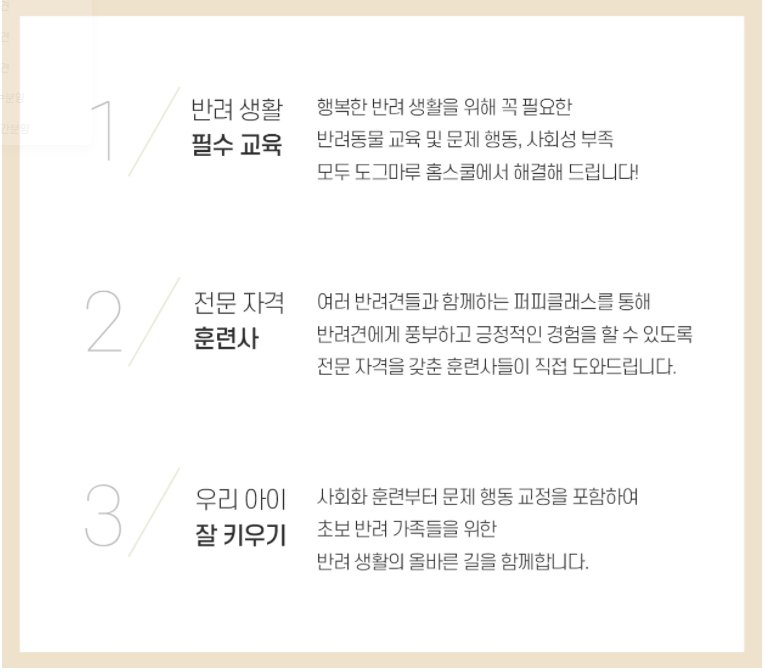 1
반려 생활
필수 교육
행복한 반려 생활을 위해 꼭 필요한
반려동물 교육 및 문제 행동, 사회성 부족
모두 도그마루 홈스쿨에서 해결해 드립니다!
2
전문 자격
훈련사
여러 반려견들과 함께하는 퍼피클래스를 통해
반려견에게 풍부하고 긍정적인 경험을 할 수 있도록
전문 자격을 갖춘 훈련사들이 직접 도와드립니다.
3
우리 아이
잘 키우기
사회화 훈련부터 문제 행동 교정을 포함하여
초보 반려 가족들을 위한
반려 생활의 올바른 길을 함께합니다.